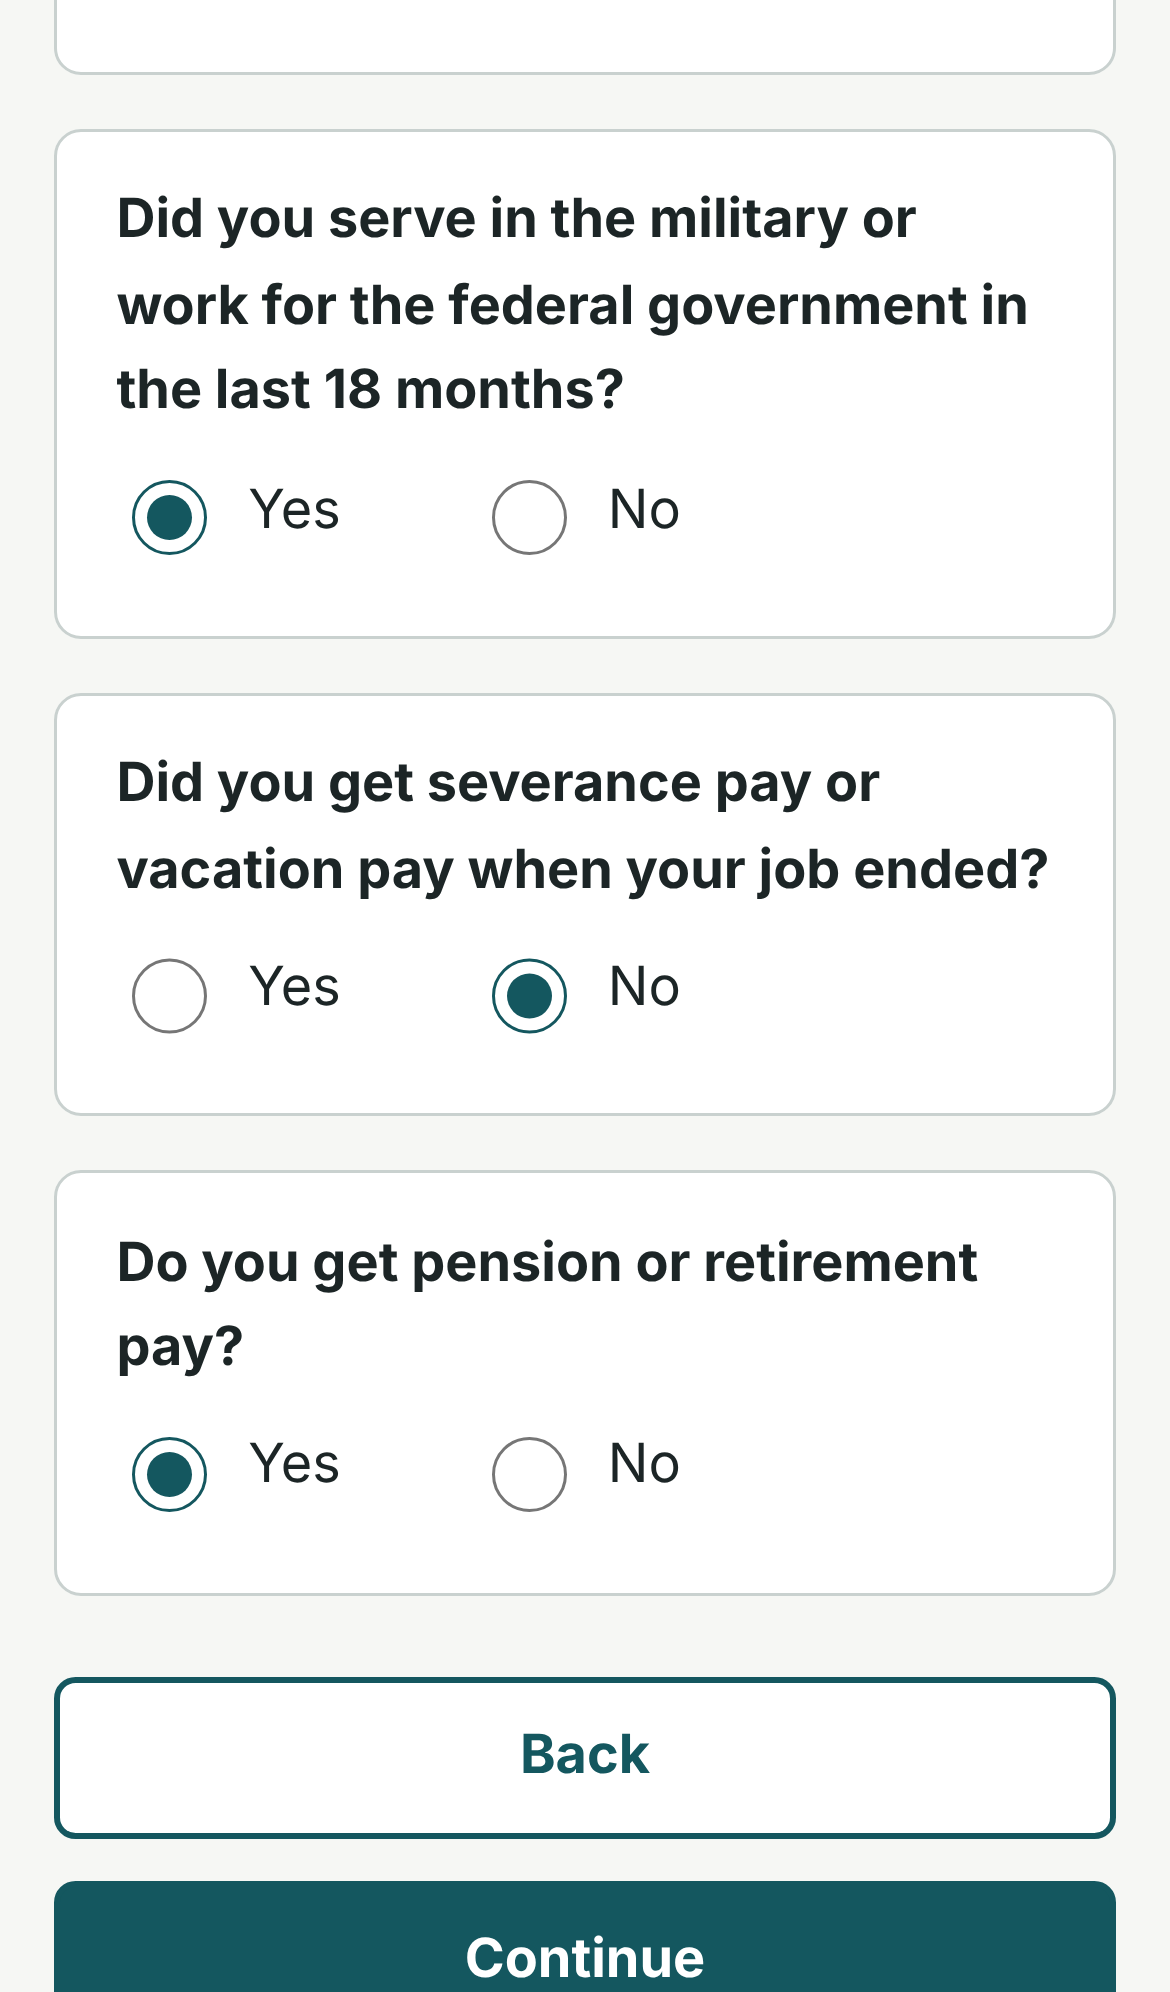 Did you serve in the military or
work for the federal government in
the last 18 months?
Yes No
Did you get severance pay or
vacation pay when your job ended?
Yes No
Do you get pension or retirement
pay?
Yes No
Back
Continue